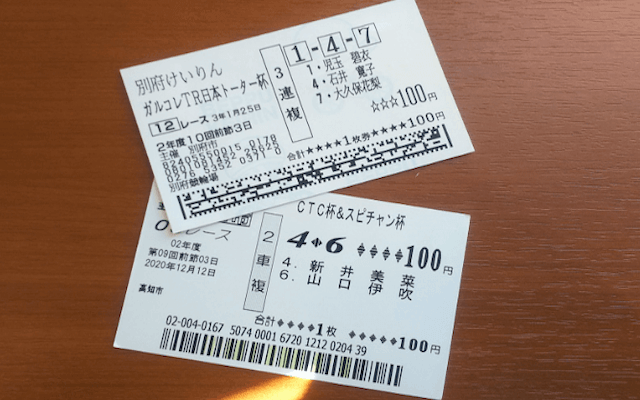 別府けいりん
ガルコレTR日本トーター杯
12レース 3年1月25日
2年度10回前節3日
主催 別府市
別府競輪場
3連複
1-4-7
1・児玉 碧衣
4・石井 寛子
7・大久保花梨
☆☆☆100円
合計★★★★1枚券★★★★100円
CTC杯&スピチャン杯
レース
02年度
第09回前節03日
2020年12月12日
高知市
2車複
4 6 100円
4. 新井 美菜
6. 山口 伊吹
合計 1枚 100円
02-004-0167 5074 0001 6720 1212 0204 39